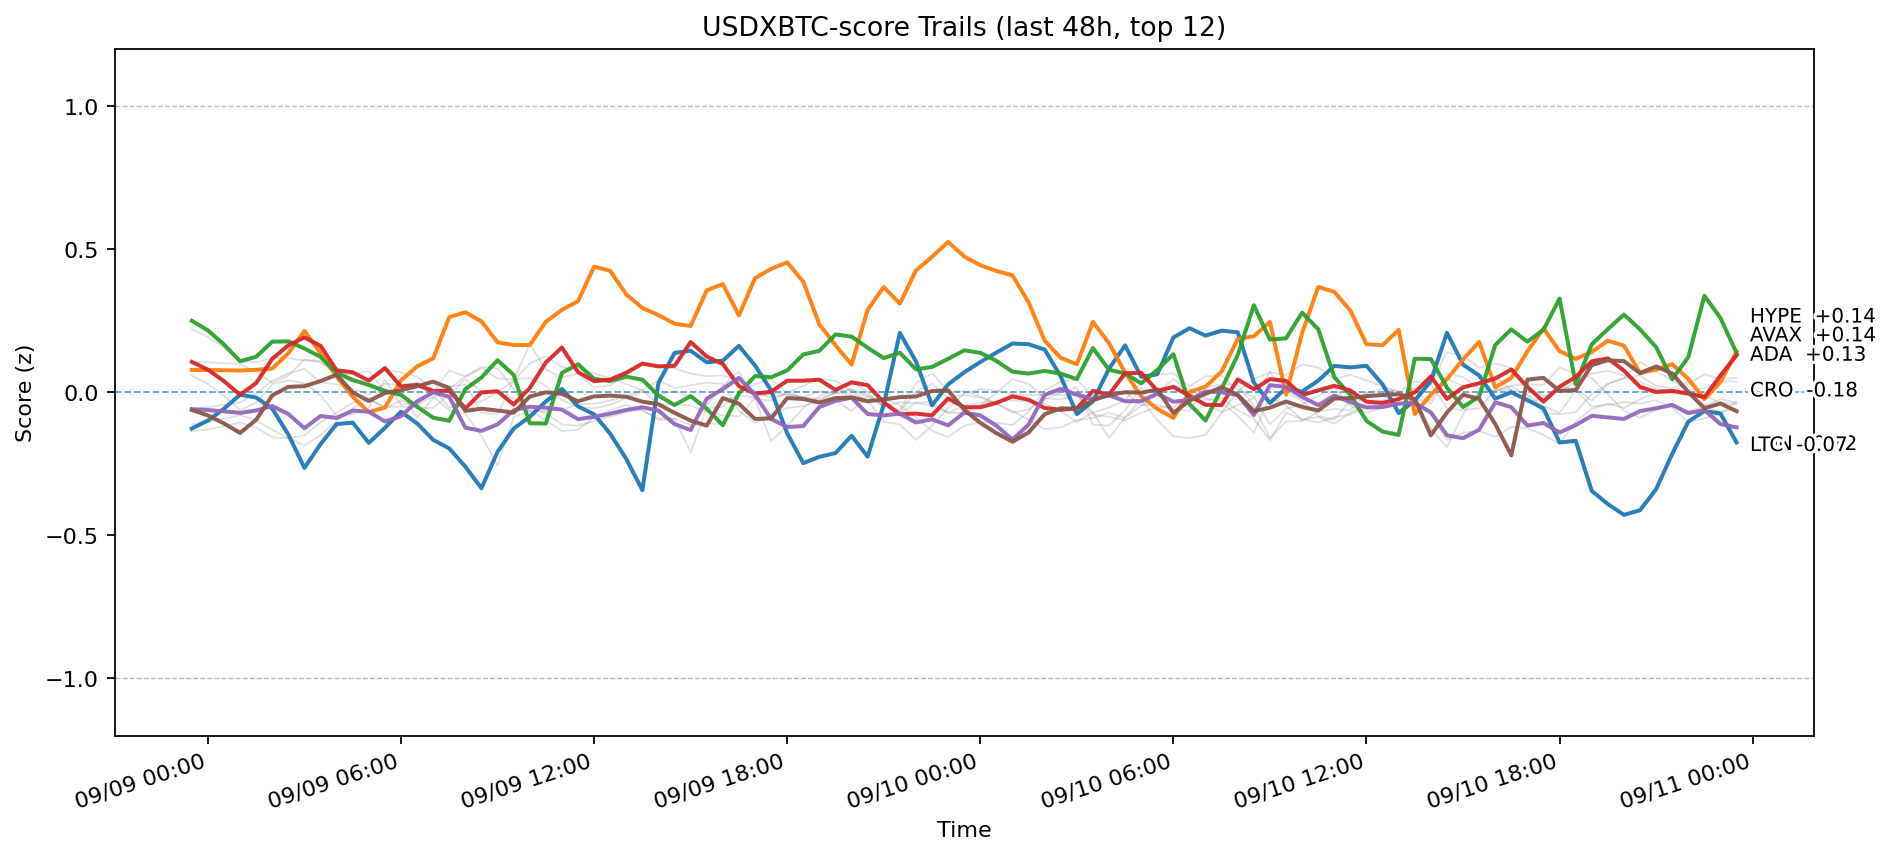 USDXBTC-score Trails (last 48h, top 12)
Score (z)
1.0
0.5
0.0
−0.5
−1.0
HYPE +0.14
AVAX +0.14
ADA +0.13
CRO -0.18
LTC -0.07
09/09 00:00
09/09 06:00
09/09 12:00
09/09 18:00
09/10 00:00
09/10 06:00
09/10 12:00
09/10 18:00
09/11 00:00
Time